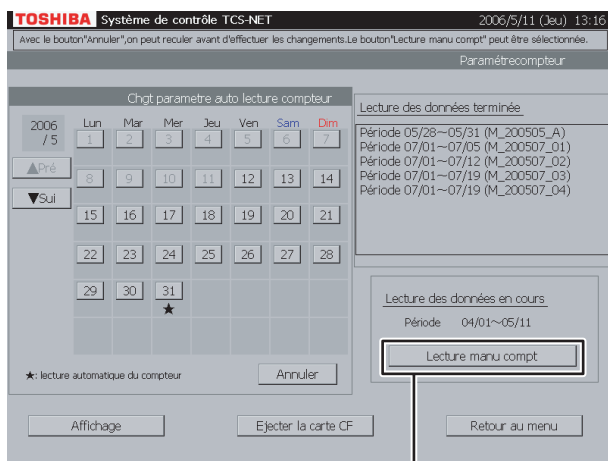 TOSHIBA Système de contrôle TCS-NET 2006/5/11 (Jeu) 13:16
Avec le bouton"Annuler",on peut reculer avant d'effectuer les changements.Le bouton"Lecture manu compt" peut être sélectionnée.
Paramétrecompteur
Chgt parametre auto lecture compteur
2006 / 5
▲Pré
▼Sui
Lun Mar Mer Jeu Ven Sam Dim
1 2 3 4 5 6 7
8 9 10 11 12 13 14
15 16 17 18 19 20 21
22 23 24 25 26 27 28
29 30 31
★
★: lecture automatique du compteur
Annuler
Lecture des données terminée
Période 05/28~05/31 (M_200505_A)
Période 07/01~07/05 (M_200507_01)
Période 07/01~07/12 (M_200507_02)
Période 07/01~07/19 (M_200507_03)
Période 07/01~07/19 (M_200507_04)
Lecture des données en cours
Période 04/01~05/11
Lecture manu compt
Affichage
Ejecter la carte CF
Retour au menu